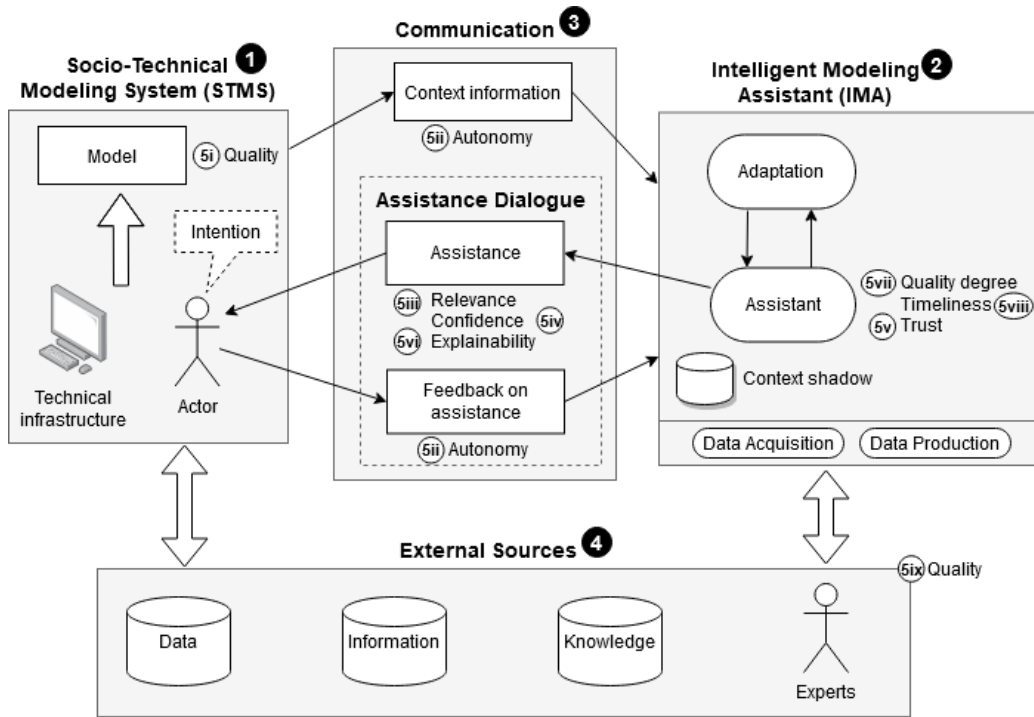 Socio-Technical 1
Modeling System (STMS)
Model
5i Quality
Intention
Technical
infrastructure
Actor
Communication 3
Context information
5ii Autonomy
Assistance Dialogue
Assistance
5iii Relevance
Confidence 5iv
5vi Explainability
Feedback on
assistance
5ii Autonomy
Intelligent Modeling 2
Assistant (IMA)
Adaptation
Assistant
5vii Quality degree
Timeliness 5viii
5v Trust
Context shadow
Data Acquisition
Data Production
External Sources 4
5ix Quality
Data
Information
Knowledge
Experts